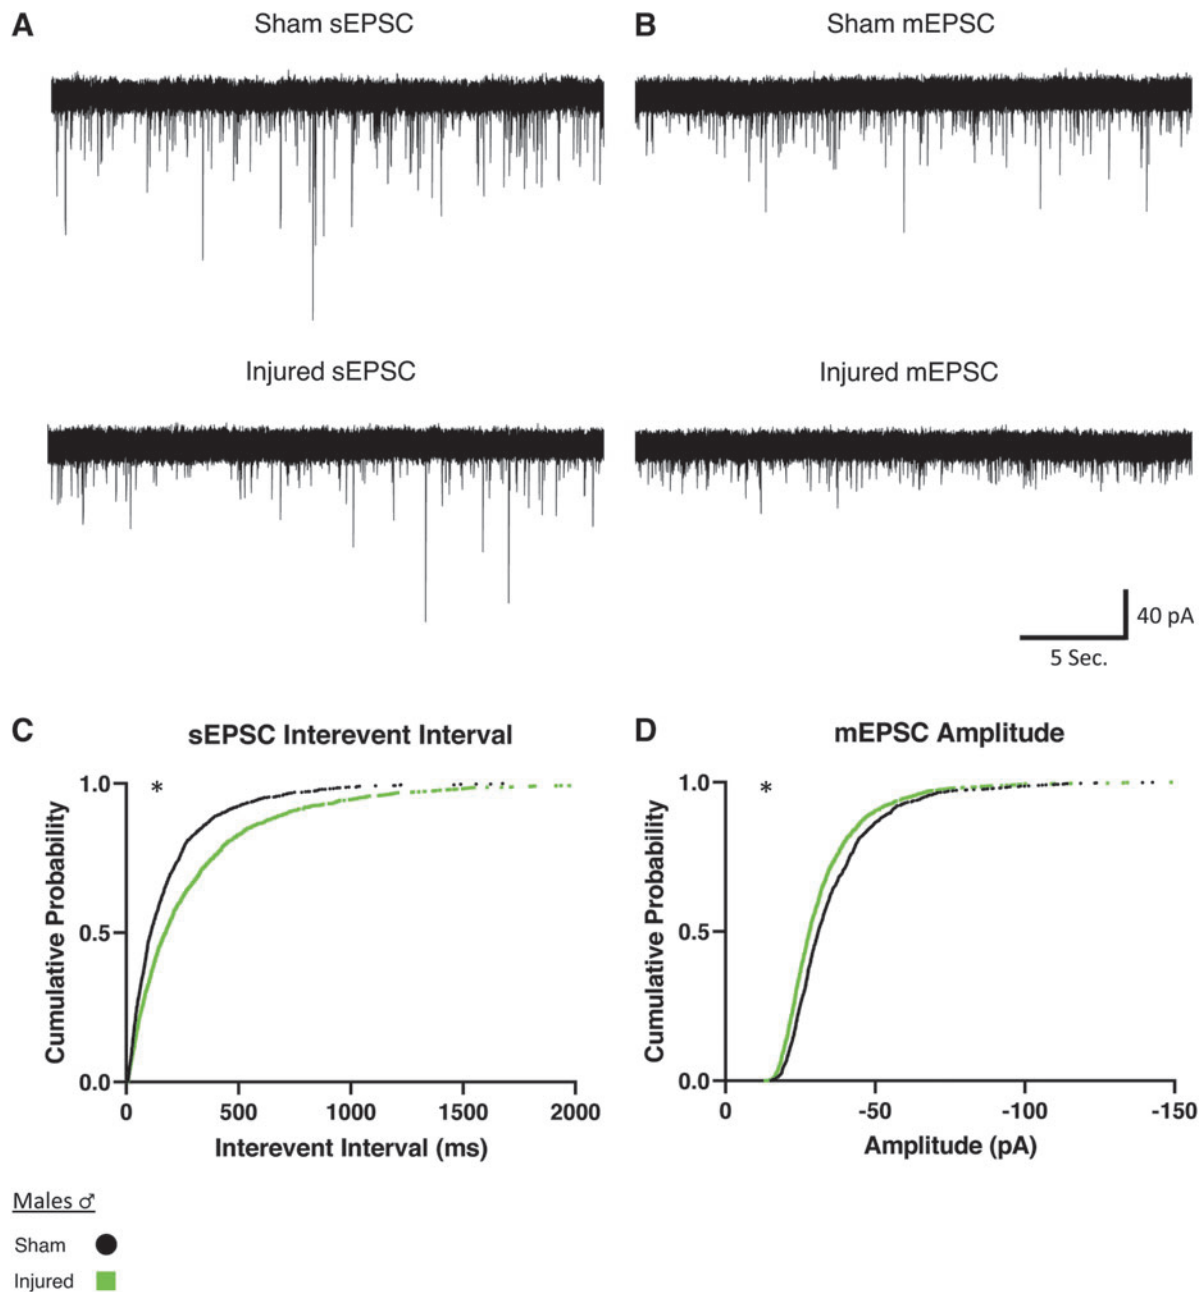 A
Sham sEPSC
B
Sham mEPSC
Injured sEPSC
Injured mEPSC
40 pA
5 Sec.
C
sEPSC Interevent Interval
1.0
*
0.5
0.0
Cumulative Probability
0 500 1000 1500 2000
Interevent Interval (ms)
D
mEPSC Amplitude
1.0
*
0.5
0.0
Cumulative Probability
0 -50 -100 -150
Amplitude (pA)
Males ♂
Sham
Injured